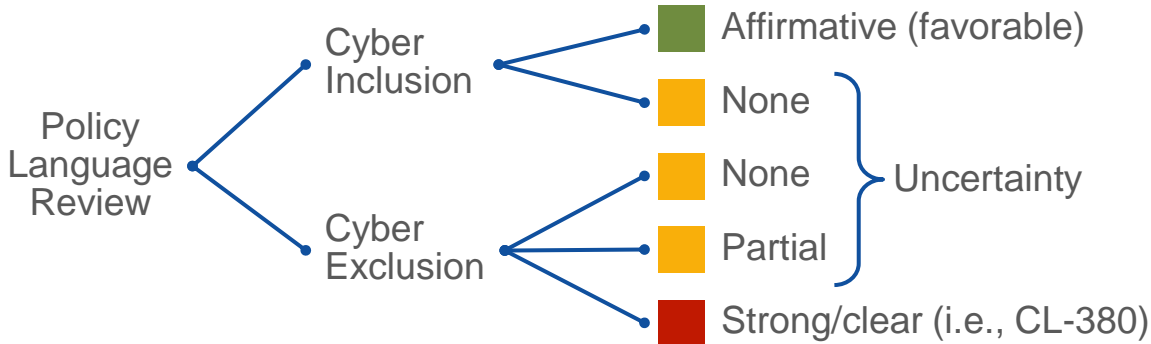 Policy
Language
Review
Cyber
Inclusion
Affirmative (favorable)
None
Cyber
Exclusion
None
Partial
Strong/clear (i.e., CL-380)
Uncertainty